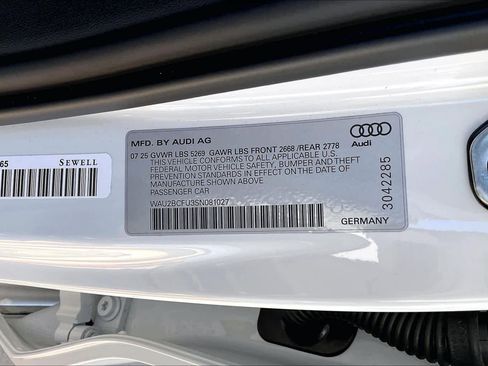 65 SEWELL
MFD. BY AUDI AG
07 25 GVWR LBS 5269 GAWR LBS FRONT 2668 /REAR 2778
THIS VEHICLE CONFORMS TO ALL APPLICABLE U.S.
FEDERAL MOTOR VEHICLE SAFETY, BUMPER AND THEFT
PREVENTION STANDARDS IN EFFECT ON THE DATE OF
MANUFACTURE SHOWN ABOVE.
PASSENGER CAR
WAU2BCFU3SN081027
Audi
3042285
GERMANY